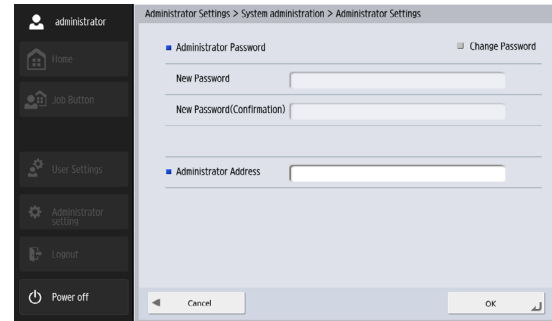 administrator
Home
Job Button
User Settings
Administrator
setting
Logout
Power off
Administrator Settings > System administration > Administrator Settings
Administrator Password
Change Password
New Password
New Password(Confirmation)
Administrator Address
Cancel
OK